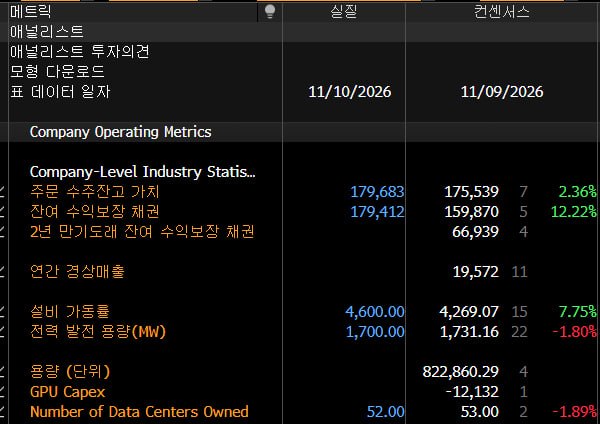 메트릭 실질 컨센서스
애널리스트
애널리스트 투자의견
모형 다운로드
표 데이터 일자 11/10/2026 11/09/2026
Company Operating Metrics
Company-Level Industry Statis...
주문 수주잔고 가치 179,683 175,539 7 2.36%
잔여 수익보장 채권 179,412 159,870 5 12.22%
2년 만기도래 잔여 수익보장 채권 66,939 4
연간 경상매출 19,572 11
설비 가동률 4,600.00 4,269.07 15 7.75%
전력 발전 용량(MW) 1,700.00 1,731.16 22 -1.80%
용량 (단위) 822,860.29 4
GPU Capex -12,132 1
Number of Data Centers Owned 52.00 53.00 2 -1.89%